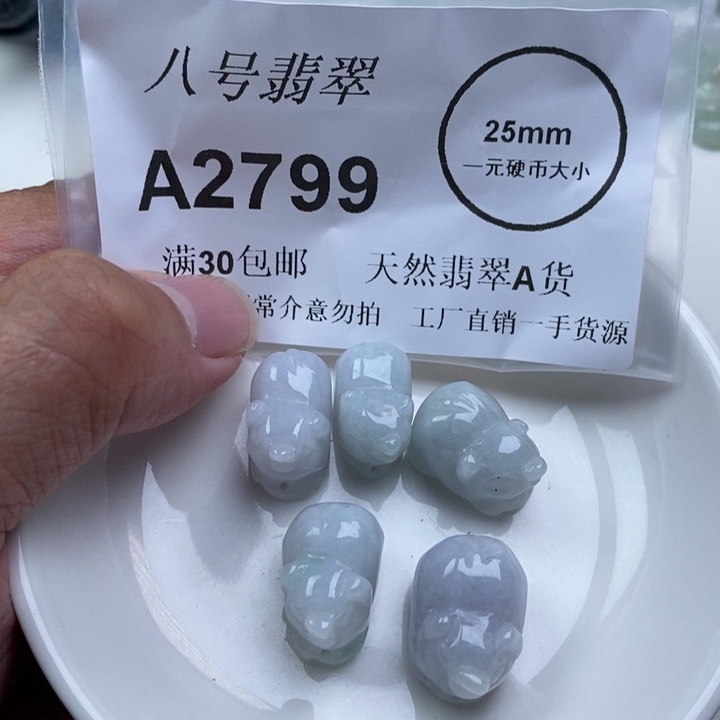 八号翡翠
25mm
一元硬币大小
A2799
满30包邮 天然翡翠A货
常介意勿拍 工厂直销一手货源